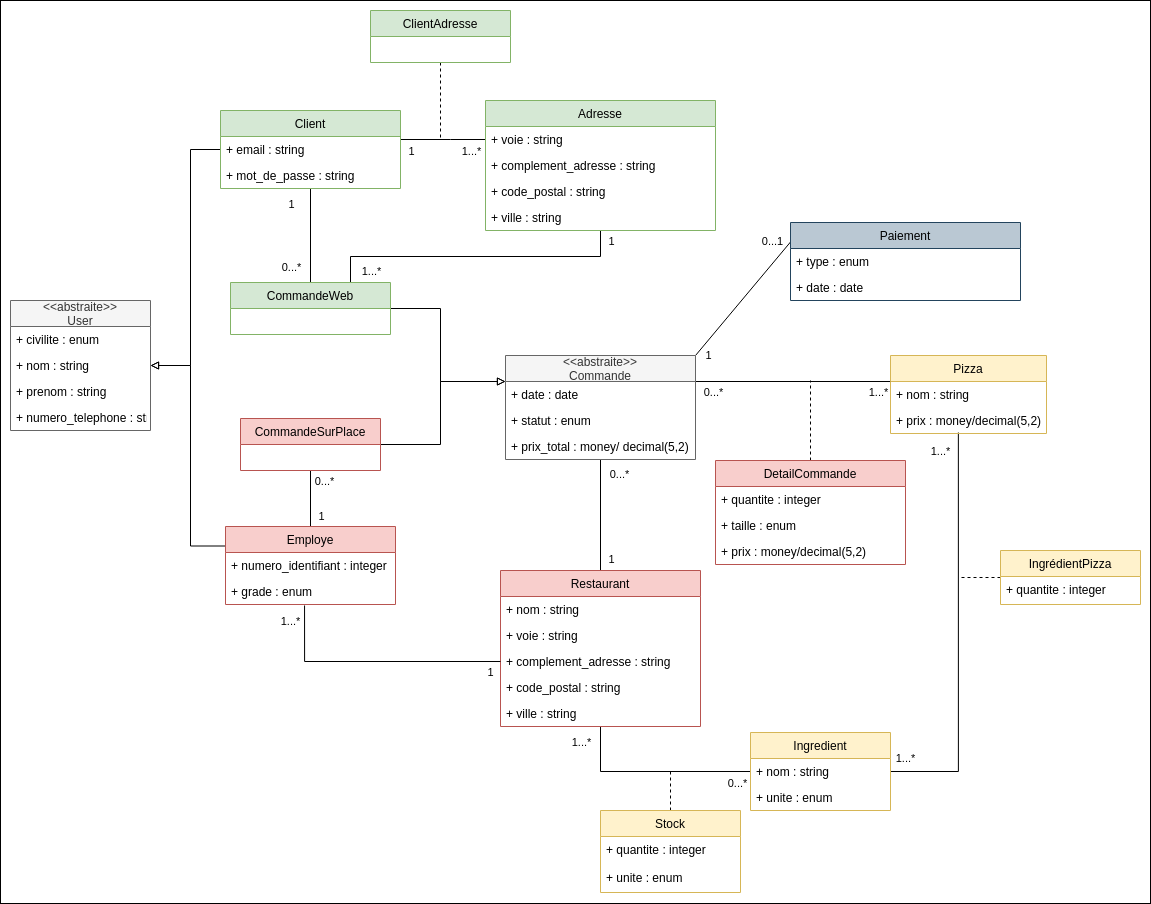 ClientAdresse
Client
+ email : string
+ mot_de_passe : string
1
1...*
Adresse
+ voie : string
+ complement_adresse : string
+ code_postal : string
+ ville : string
1
1
0...*
1...*
CommandeWeb
Paiement
+ type : enum
+ date : date
0...1
1
<<abstraite>>
User
+ civilite : enum
+ nom : string
+ prenom : string
+ numero_telephone : st
<<abstraite>>
Commande
+ date : date
+ statut : enum
+ prix_total : money/ decimal(5,2)
0...*
1...*
Pizza
+ nom : string
+ prix : money/decimal(5,2)
1...*
CommandeSurPlace
0...*
1
DetailCommande
+ quantite : integer
+ taille : enum
+ prix : money/decimal(5,2)
0...*
1
Employe
+ numero_identifiant : integer
+ grade : enum
1...*
1
Restaurant
+ nom : string
+ voie : string
+ complement_adresse : string
+ code_postal : string
+ ville : string
IngrédientPizza
+ quantite : integer
1...*
0...*
Ingredient
+ nom : string
+ unite : enum
1...*
Stock
+ quantite : integer
+ unite : enum